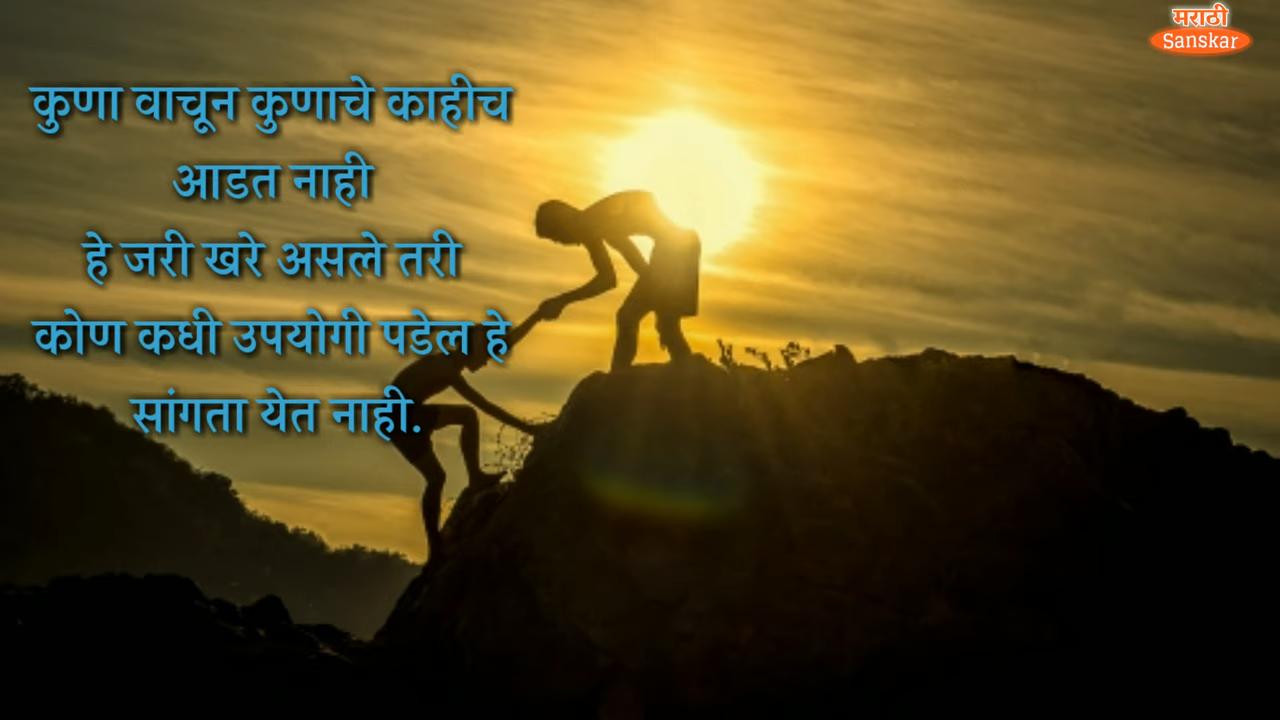 मराठी
Sanskar
कुणा वाचून कुणाचे काहीच
आडत नाही
हे जरी खरे असले तरी
कोण कधी उपयोगी पडेल हे
सांगता येत नाही.